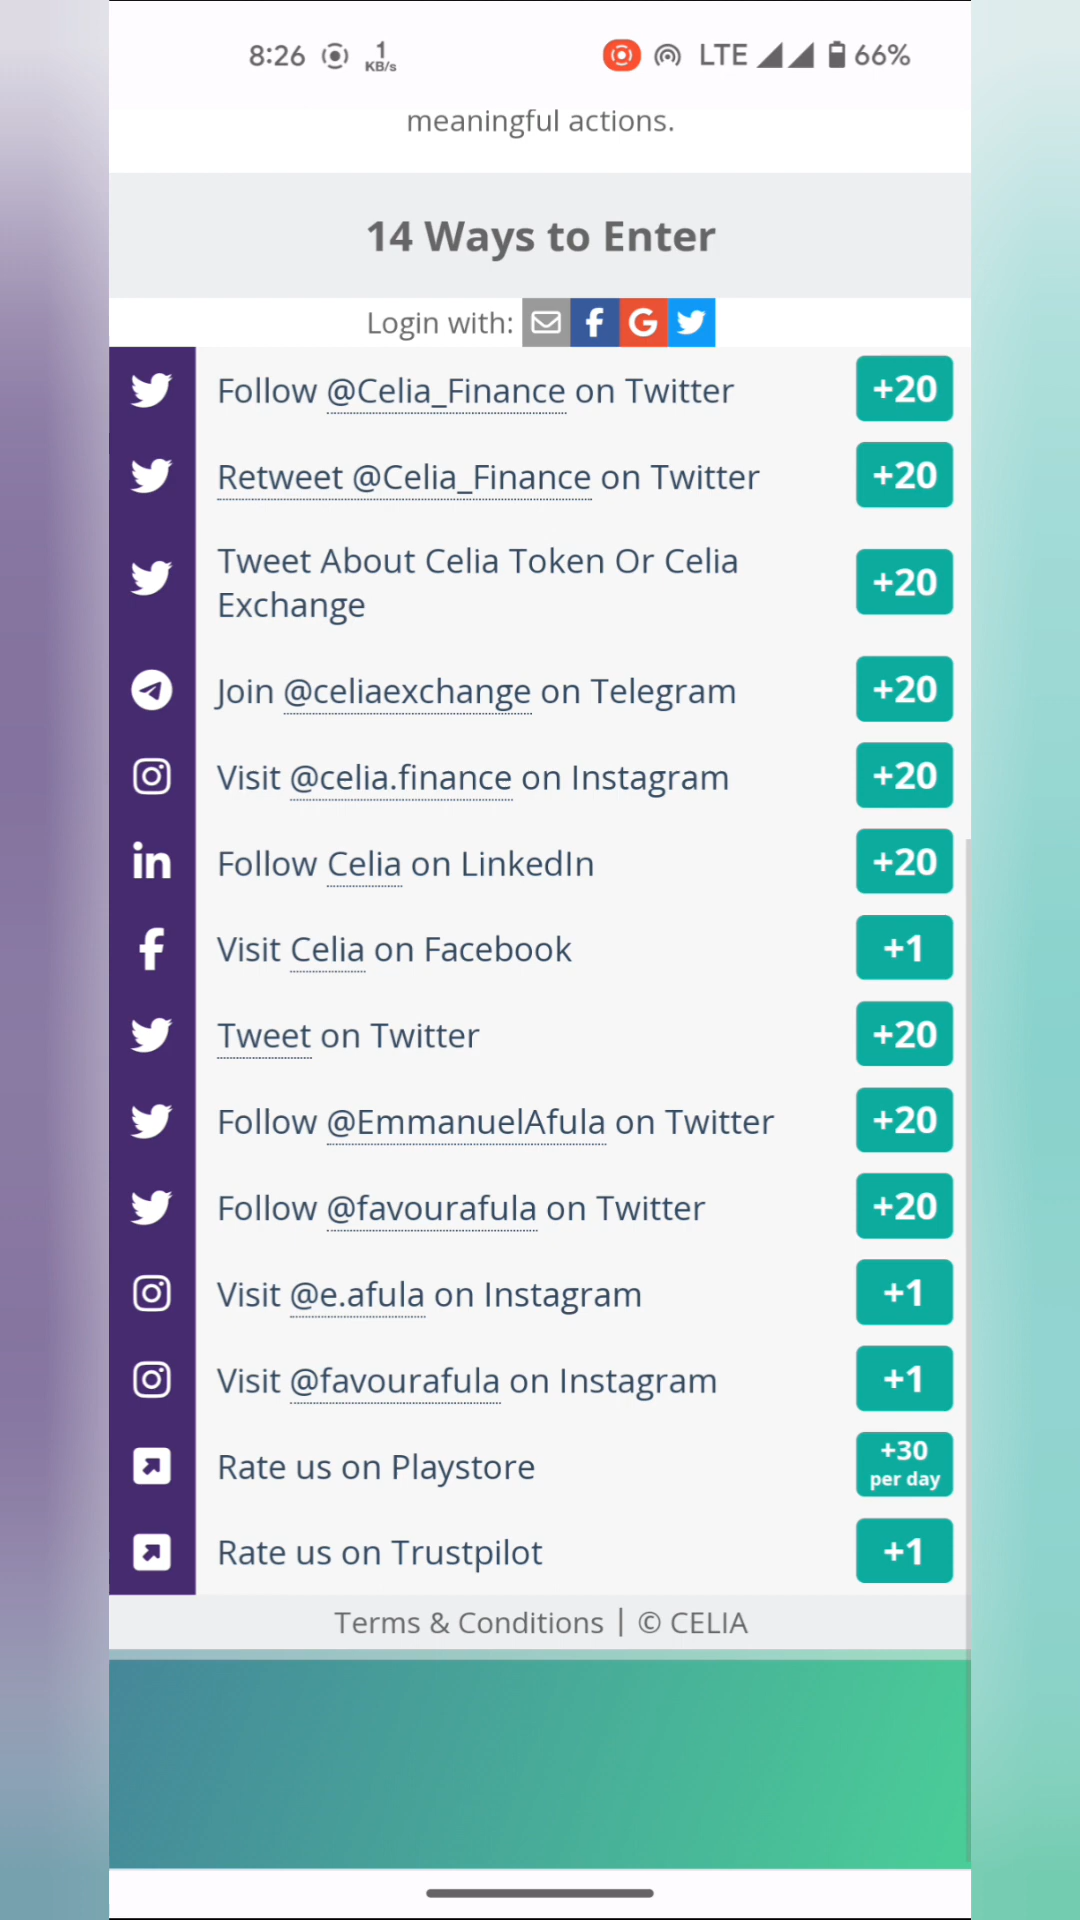 8:26 1 KB/s LTE 66%
meaningful actions.
14 Ways to Enter
Login with:
Follow @Celia_Finance on Twitter +20
Retweet @Celia_Finance on Twitter +20
Tweet About Celia Token Or Celia
Exchange +20
Join @celiaexchange on Telegram +20
Visit @celia.finance on Instagram +20
Follow Celia on LinkedIn +20
Visit Celia on Facebook +1
Tweet on Twitter +20
Follow @EmmanuelAfula on Twitter +20
Follow @favourafula on Twitter +20
Visit @e.afula on Instagram +1
Visit @favourafula on Instagram +1
Rate us on Playstore +30 per day
Rate us on Trustpilot +1
Terms & Conditions | © CELIA